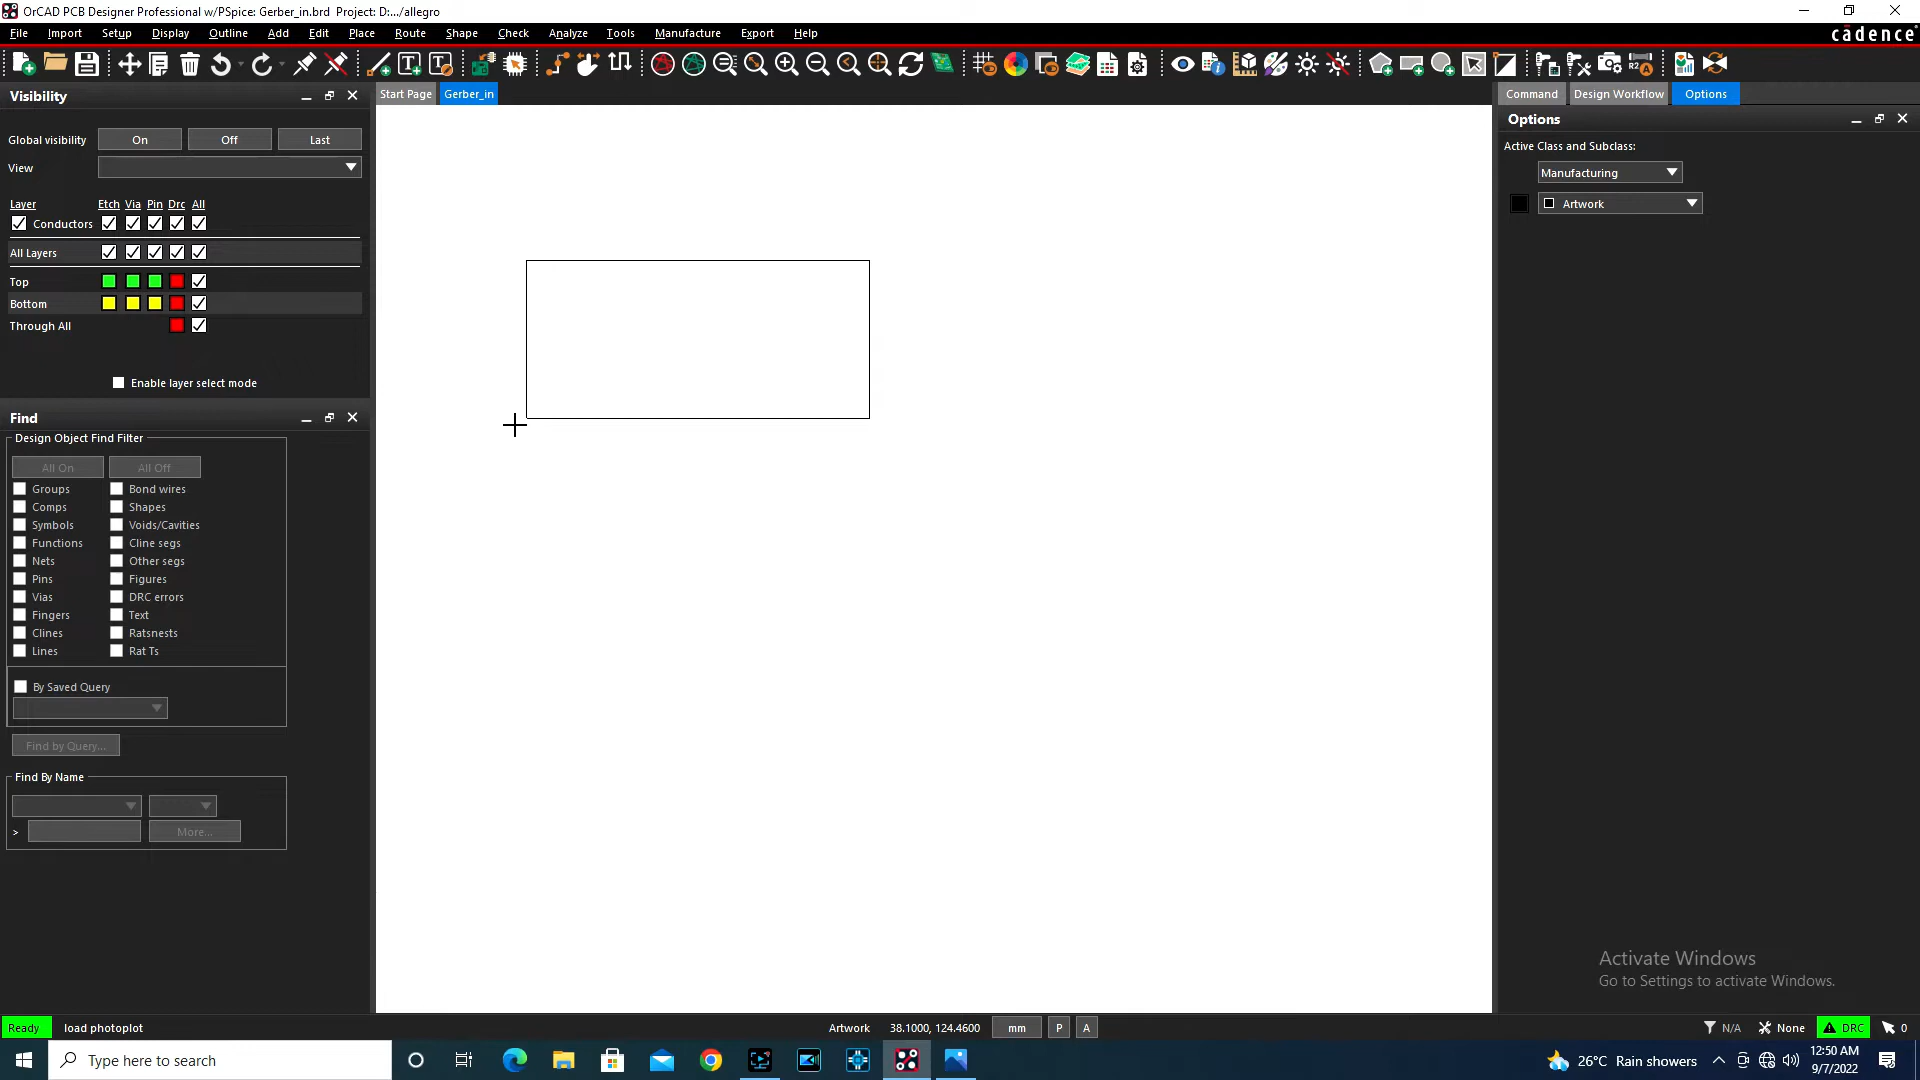 OrCAD PCB Designer Professional w/PSpice: Gerber_in.brd Project: D:.../allegro
File Import Setup Display Outline Add Edit Place Route Shape Check Analyze Tools Manufacture Export Help
cādence
Visibility
Start Page Gerber_in
Command Design Workflow Options
Options
Global visibility On Off Last
View
Active Class and Subclass:
Manufacturing
Artwork
Layer Etch Via Pin Drc All
Conductors
All Layers
Top
Bottom
Through All
Enable layer select mode
Find
Design Object Find Filter
All On All Off
Groups Bond wires
Comps Shapes
Symbols Voids/Cavities
Functions Cline segs
Nets Other segs
Pins Figures
Vias DRC errors
Fingers Text
Clines Ratsnests
Lines Rat Ts
By Saved Query
Find by Query...
Find By Name
> More...
Activate Windows
Go to Settings to activate Windows.
Ready load photoplot Artwork 38.1000, 124.4600 mm P A N/A None DRC 0
Type here to search 26°C Rain showers 12:50 AM
9/7/2022